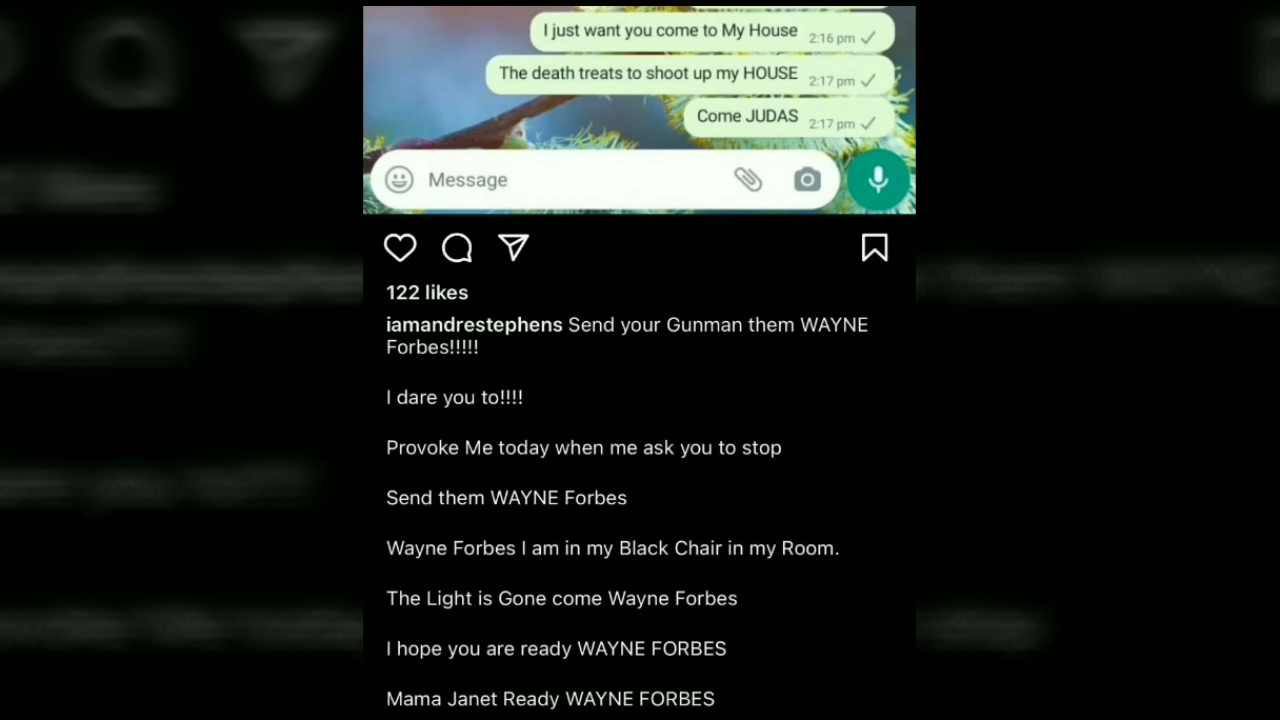 I just want you come to My House 2:16 pm
The death treats to shoot up my HOUSE 2:17 pm
Come JUDAS 2:17 pm
Message
122 likes
iamandrestephens Send your Gunman them WAYNE
Forbes!!!!!
I dare you to!!!!
Provoke Me today when me ask you to stop
Send them WAYNE Forbes
Wayne Forbes I am in my Black Chair in my Room.
The Light is Gone come Wayne Forbes
I hope you are ready WAYNE FORBES
Mama Janet Ready WAYNE FORBES